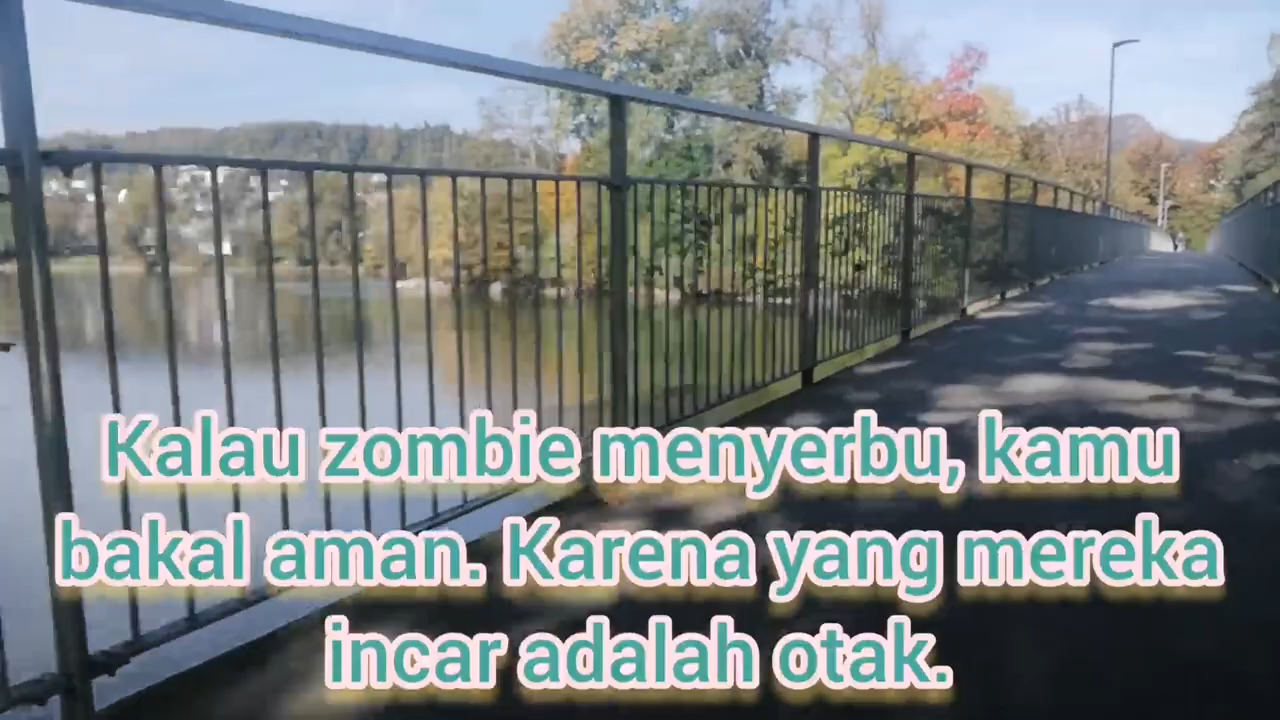 Kalau zombie menyerbu, kamu
bakal aman. Karena yang mereka
incar adalah otak.